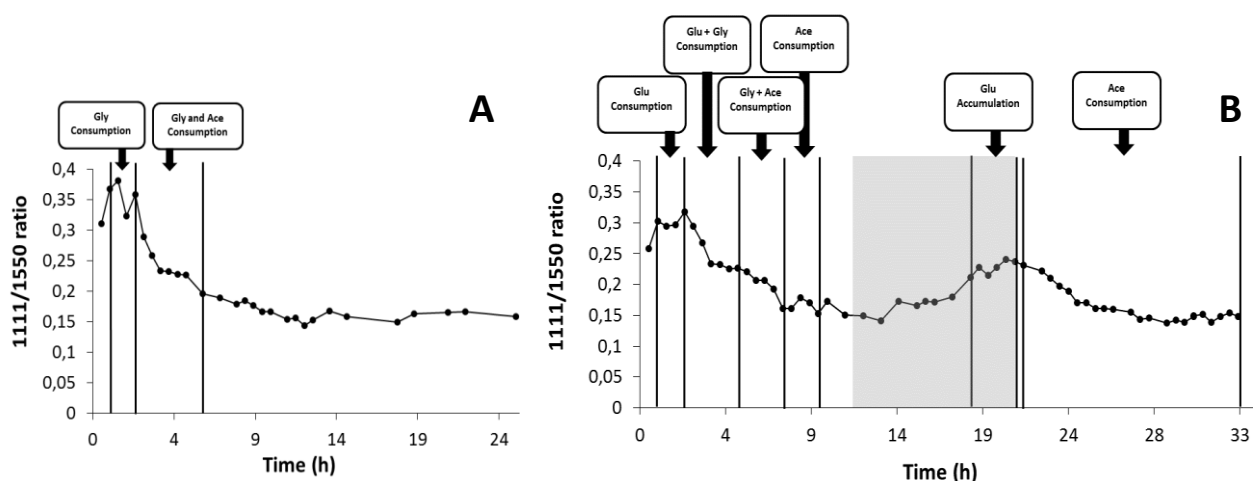 A
Gly
Consumption
Gly and Ace
Consumption
0,4
0,35
0,3
0,25
0,2
0,15
0,1
0,05
0
1111/1550 ratio
0 4 9 14 19 24
Time (h)
B
Glu + Gly
Consumption
Ace
Consumption
Glu
Consumption
Gly + Ace
Consumption
Glu
Accumulation
Ace
Consumption
0,4
0,35
0,3
0,25
0,2
0,15
0,1
0,05
0
1111/1550 ratio
0 4 9 14 19 24 28 33
Time (h)